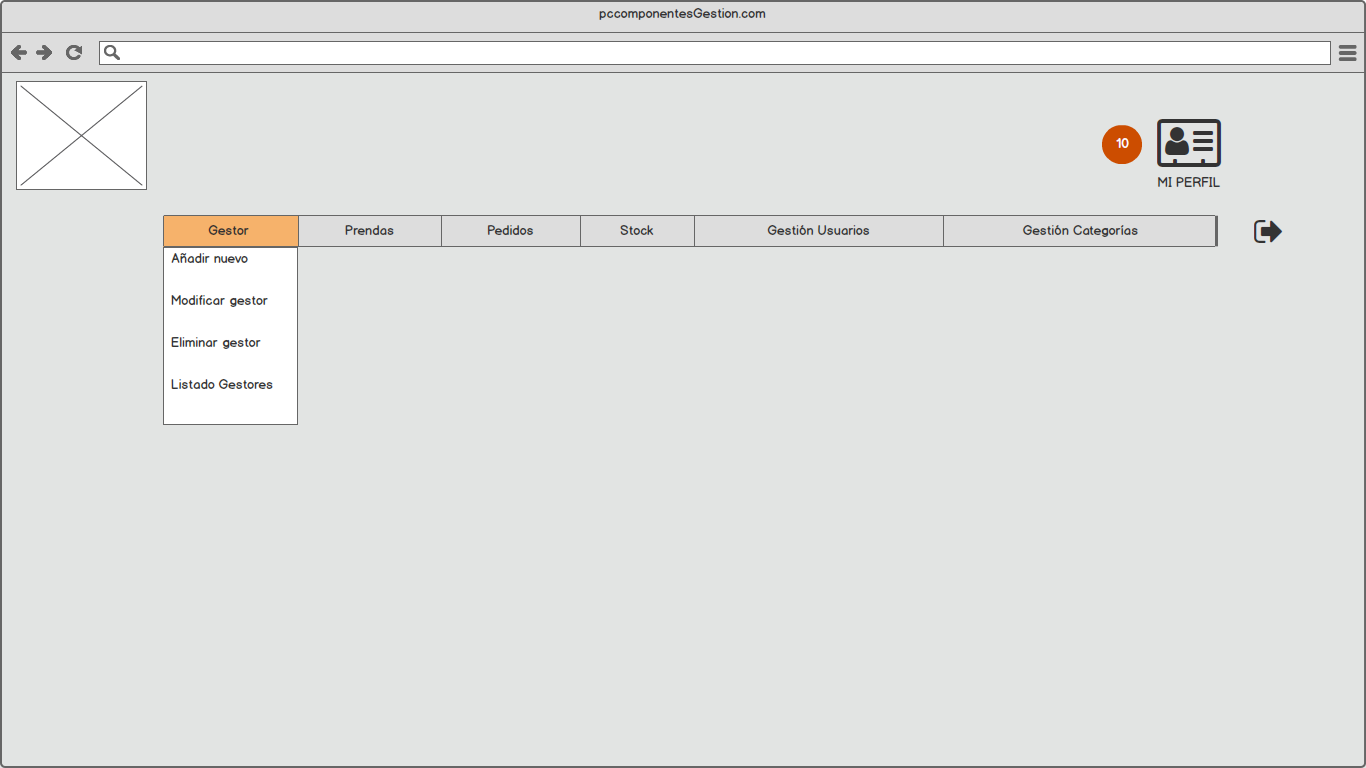 pccomponentesGestion.com
10
MI PERFIL
Gestor Prendas Pedidos Stock Gestión Usuarios Gestión Categorías
Añadir nuevo
Modificar gestor
Eliminar gestor
Listado Gestores